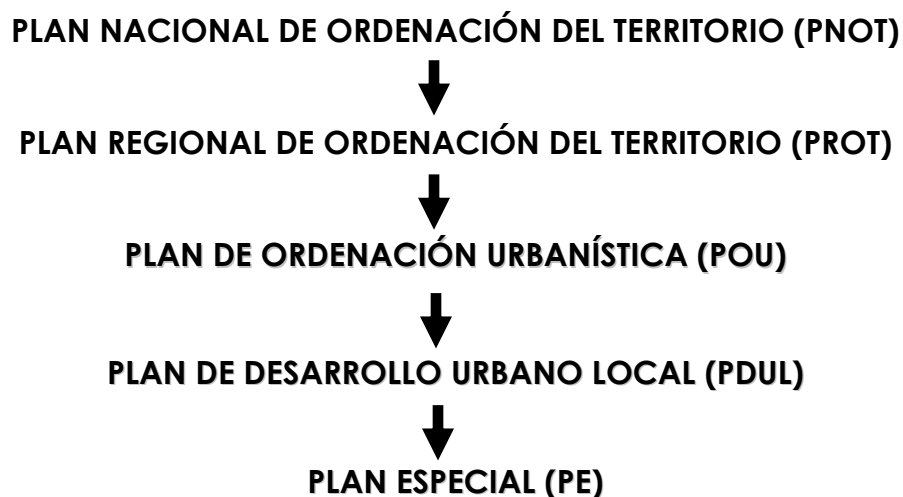 PLAN NACIONAL DE ORDENACIÓN DEL TERRITORIO (PNOT)
PLAN REGIONAL DE ORDENACIÓN DEL TERRITORIO (PROT)
PLAN DE ORDENACIÓN URBANÍSTICA (POU)
PLAN DE DESARROLLO URBANO LOCAL (PDUL)
PLAN ESPECIAL (PE)